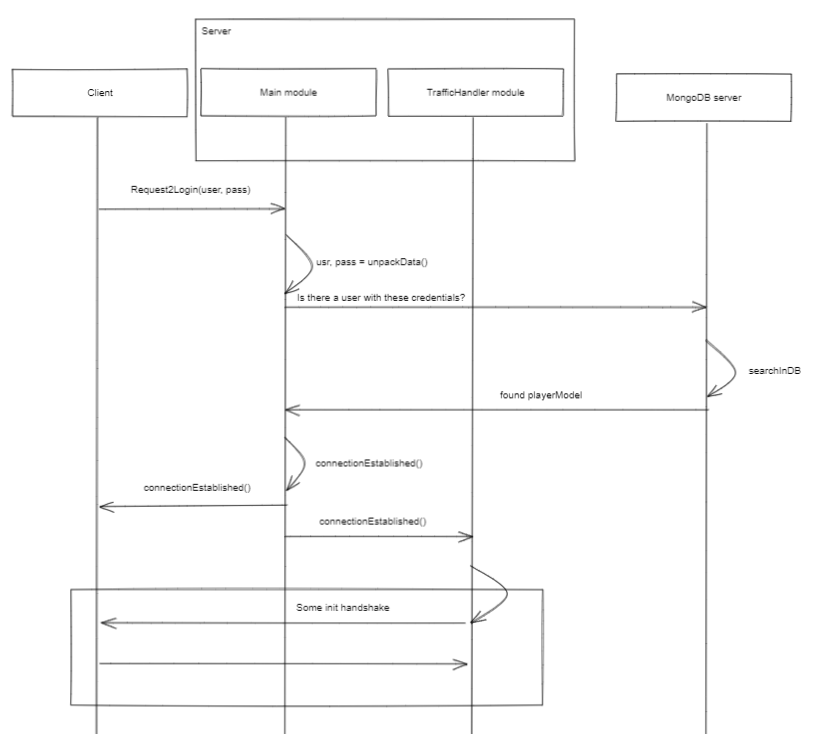 Server
Client
Main module
TrafficHandler module
MongoDB server
Request2Login(user, pass)
usr, pass = unpackData()
Is there a user with these credentials?
searchInDB
found playerModel
connectionEstablished()
connectionEstablished()
connectionEstablished()
Some init handshake